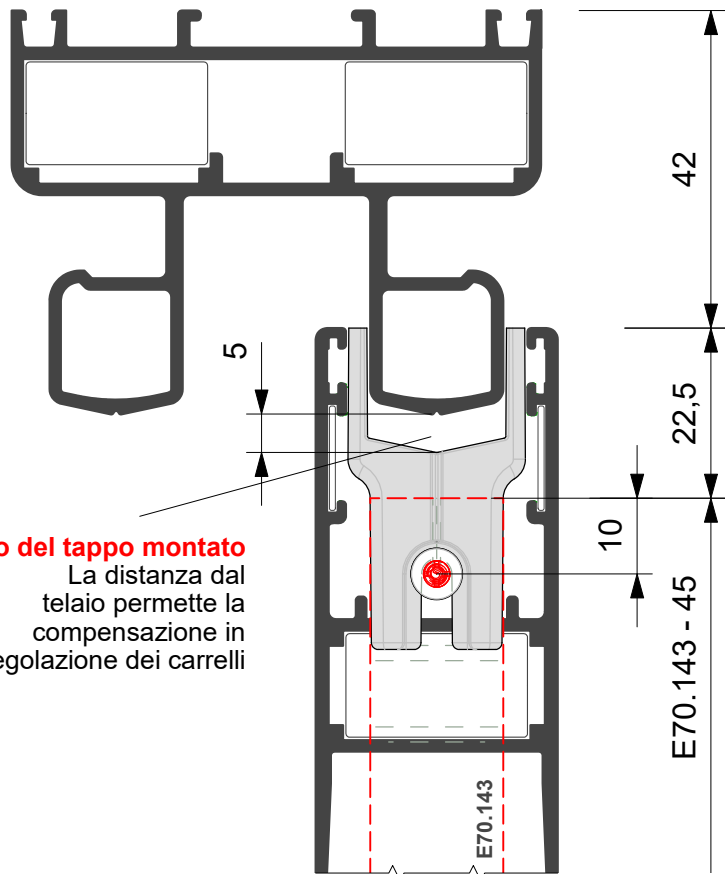 42
5
22,5
10
o del tappo montato
La distanza dal
telaio permette la
compensazione in
egolazione dei carrelli
E70.143 - 45
E70.143